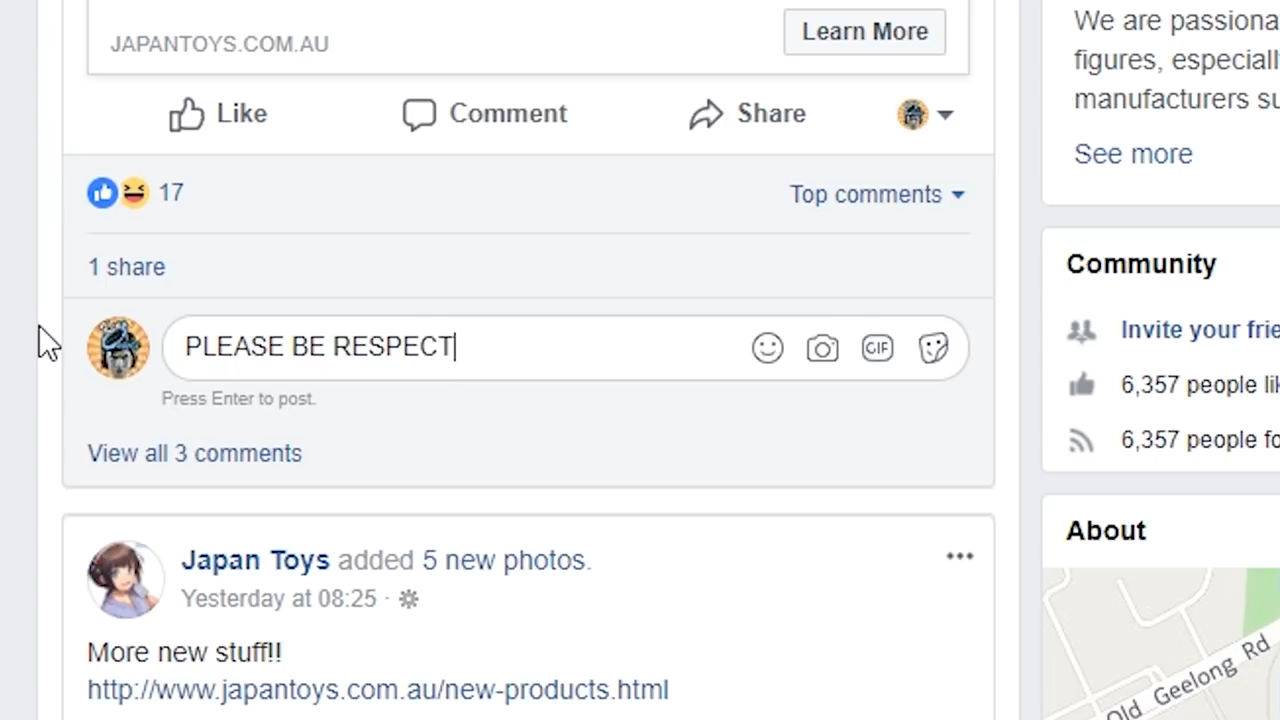 JAPANTOYS.COM.AU
Learn More
Like
Comment
Share
17
Top comments
1 share
PLEASE BE RESPECT
GIF
Press Enter to post.
View all 3 comments
Japan Toys added 5 new photos.
Yesterday at 08:25 ·
More new stuff!!
http://www.japantoys.com.au/new-products.html
We are passiona
figures, especiall
manufacturers su
See more
Community
Invite your frie
6,357 people lik
6,357 people fo
About
Old Geelong Rd